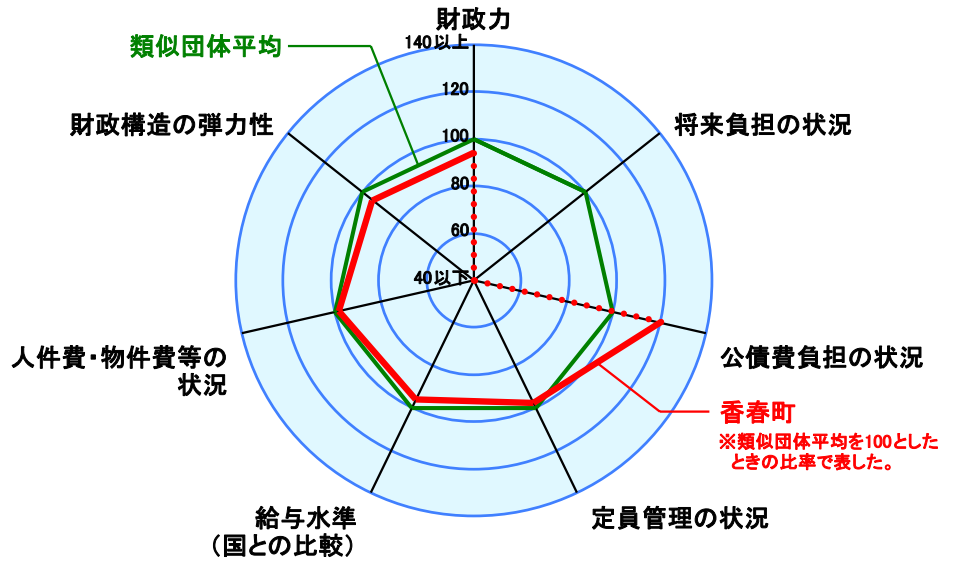 財政力
140以上
類似団体平均
120
財政構造の弾力性
将来負担の状況
100
80
60
40以下
人件費・物件費等の
状況
公債費負担の状況
香春町
※類似団体平均を100とした
ときの比率で表した。
給与水準
（国との比較）
定員管理の状況